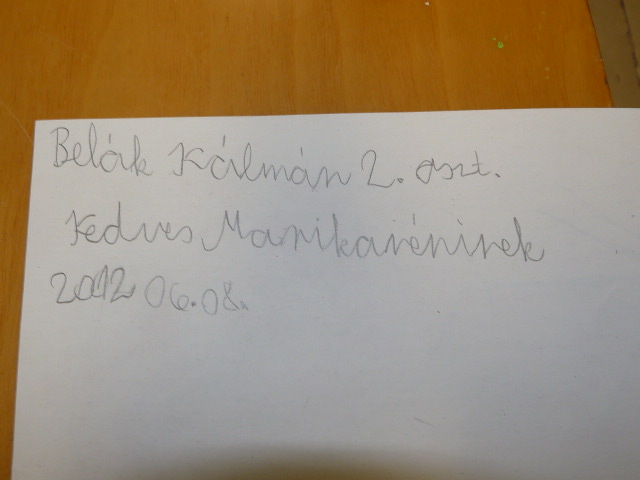 Belák Kálmán 2. oszt.
Kedves Marikanéninek
2012 06.08.